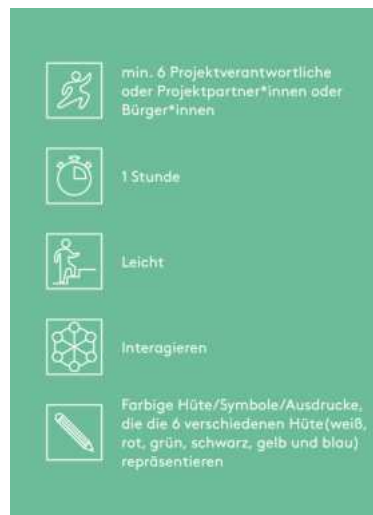 min. 6 Projektverantwortliche
oder Projektpartner*innen oder
Bürger*innen
1 Stunde
Leicht
Interagieren
Farbige Hüte/Symbole/Ausdrucke,
die die 6 verschiedenen Hüte(weiß,
rot, grün, schwarz, gelb und blau)
repräsentieren